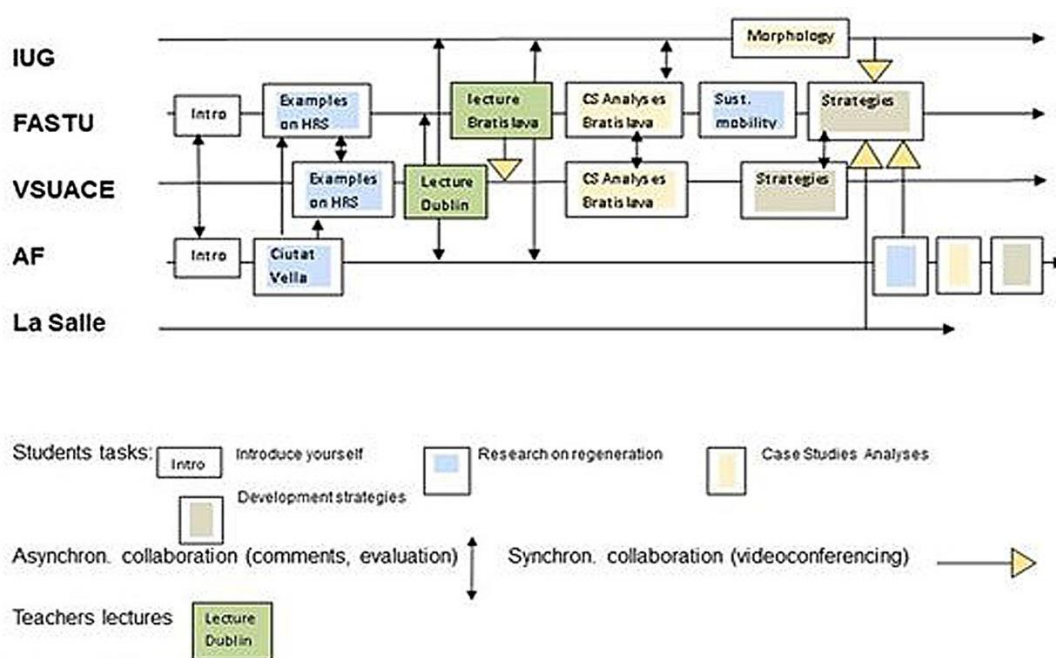 IUG
Morphology
FASTU
Intro
Examples
on HRS
lecture
Bratislava
CS Analyses
Bratislava
Sust.
mobility
Strategies
VSUACE
Examples
on HRS
Lecture
Dublin
CS Analyses
Bratislava
Strategies
AF
Intro
Ciutat
Vella
La Salle
Students tasks:
Intro
Introduce yourself
Research on regeneration
Case Studies Analyses
Development strategies
Asynchron. collaboration (comments, evaluation)
Synchron. collaboration (videoconferencing)
Teachers lectures
Lecture
Dublin